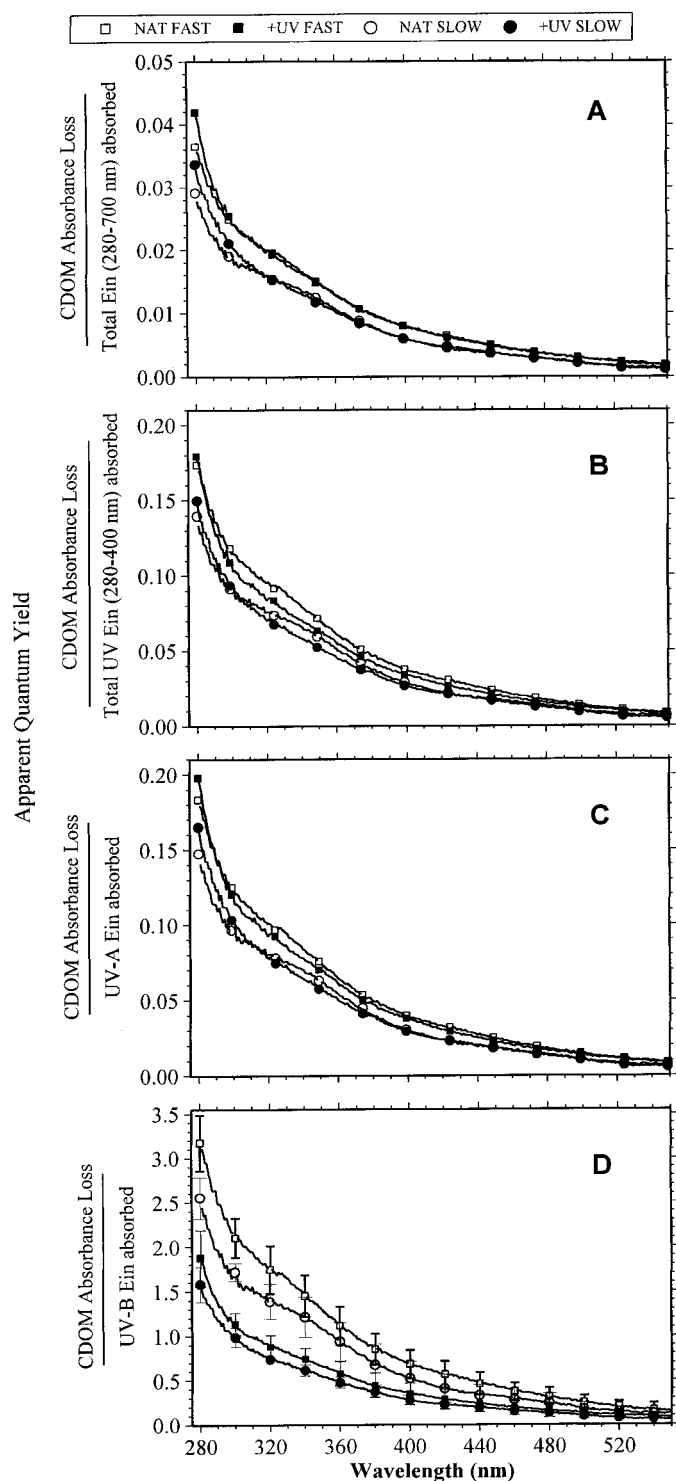 NAT FAST +UV FAST NAT SLOW +UV SLOW
Apparent Quantum Yield
CDOM Absorbance Loss
Total Ein (280-700 nm) absorbed
0.05
0.04
0.03
0.02
0.01
0.00
A
CDOM Absorbance Loss
Total UV Ein (280-400 nm) absorbed
0.20
0.15
0.10
0.05
0.00
B
CDOM Absorbance Loss
UV-A Ein absorbed
0.20
0.15
0.10
0.05
0.00
C
CDOM Absorbance Loss
UV-B Ein absorbed
3.5
3.0
2.5
2.0
1.5
1.0
0.5
0.0
D
280 320 360 400 440 480 520
Wavelength (nm)